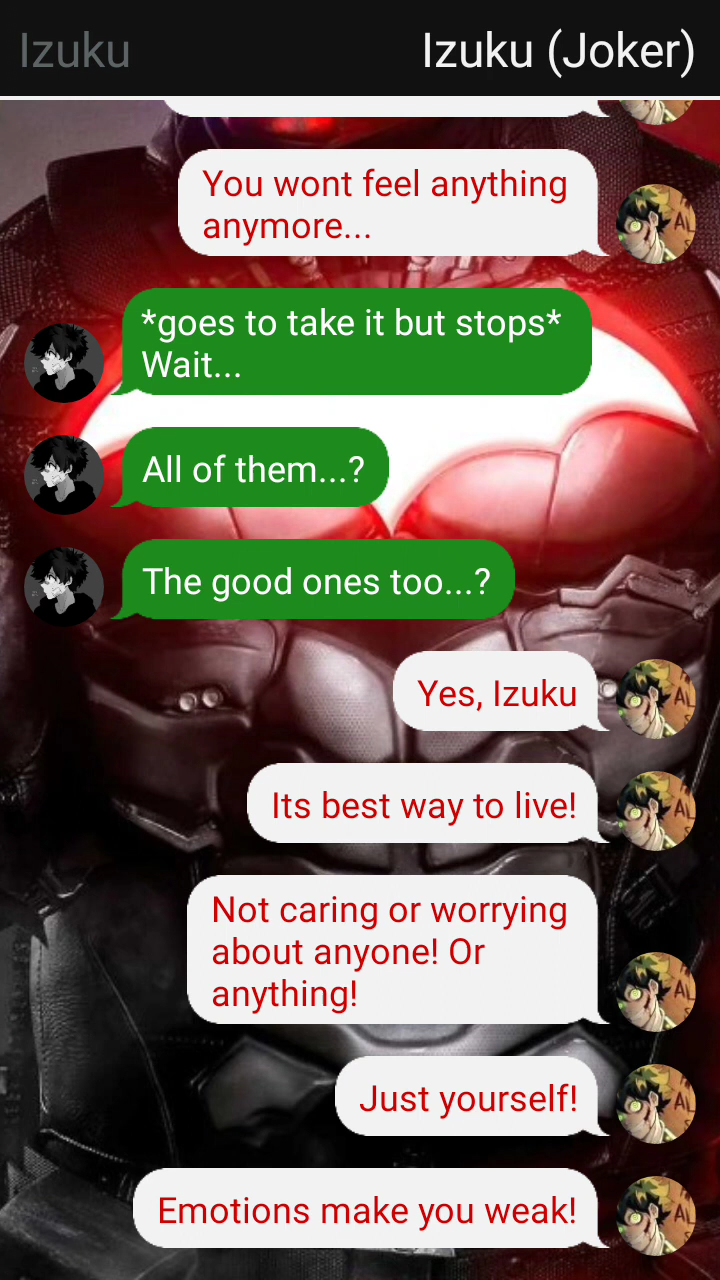 Izuku
Izuku (Joker)
You wont feel anything
anymore...
*goes to take it but stops*
Wait...
All of them...?
The good ones too...?
Yes, Izuku
Its best way to live!
Not caring or worrying
about anyone! Or
anything!
Just yourself!
Emotions make you weak!